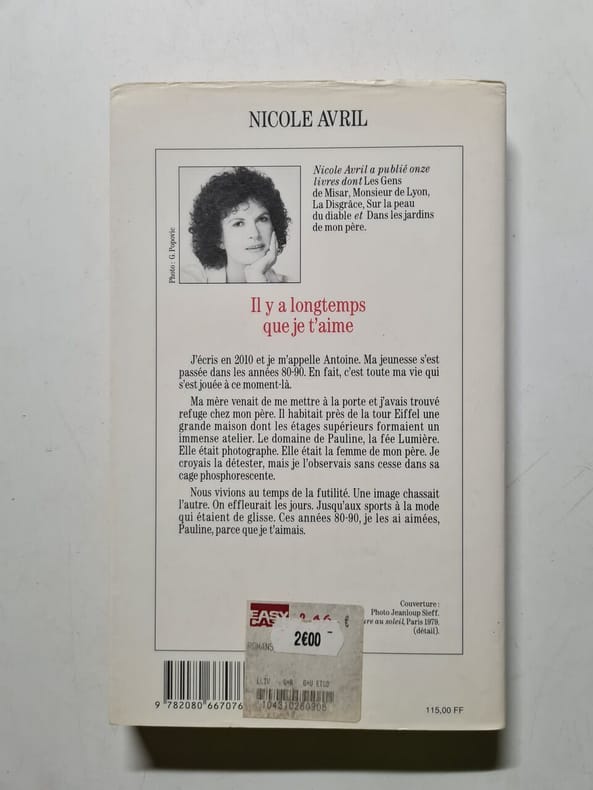 NICOLE AVRIL
Photo : G. Popovic
Nicole Avril a publié onze
livres dont Les Gens
de Misar, Monsieur de Lyon,
La Disgrâce, Sur la peau
du diable et Dans les jardins
de mon père.
Il y a longtemps
que je t'aime
J'écris en 2010 et je m'appelle Antoine. Ma jeunesse s'est
passée dans les années 80-90. En fait, c'est toute ma vie qui
s'est jouée à ce moment-là.
Ma mère venait de me mettre à la porte et j'avais trouvé
refuge chez mon père. Il habitait près de la tour Eiffel une
grande maison dont les étages supérieurs formaient un
immense atelier. Le domaine de Pauline, la fée Lumière.
Elle était photographe. Elle était la femme de mon père. Je
croyais la détester, mais je l'observais sans cesse dans sa
cage phosphorescente.
Nous vivions au temps de la futilité. Une image chassait
l'autre. On effleurait les jours. Jusqu'aux sports à la mode
qui étaient de glisse. Ces années 80-90, je les ai aimées,
Pauline, parce que je t'aimais.
Couverture :
Photo Jeanloup Sieff.
au soleil, Paris 1979.
(détail).
EASY
CASH
€
2€00
ROMANS
LIV
104310260908
9 782080 667076
115,00 FF